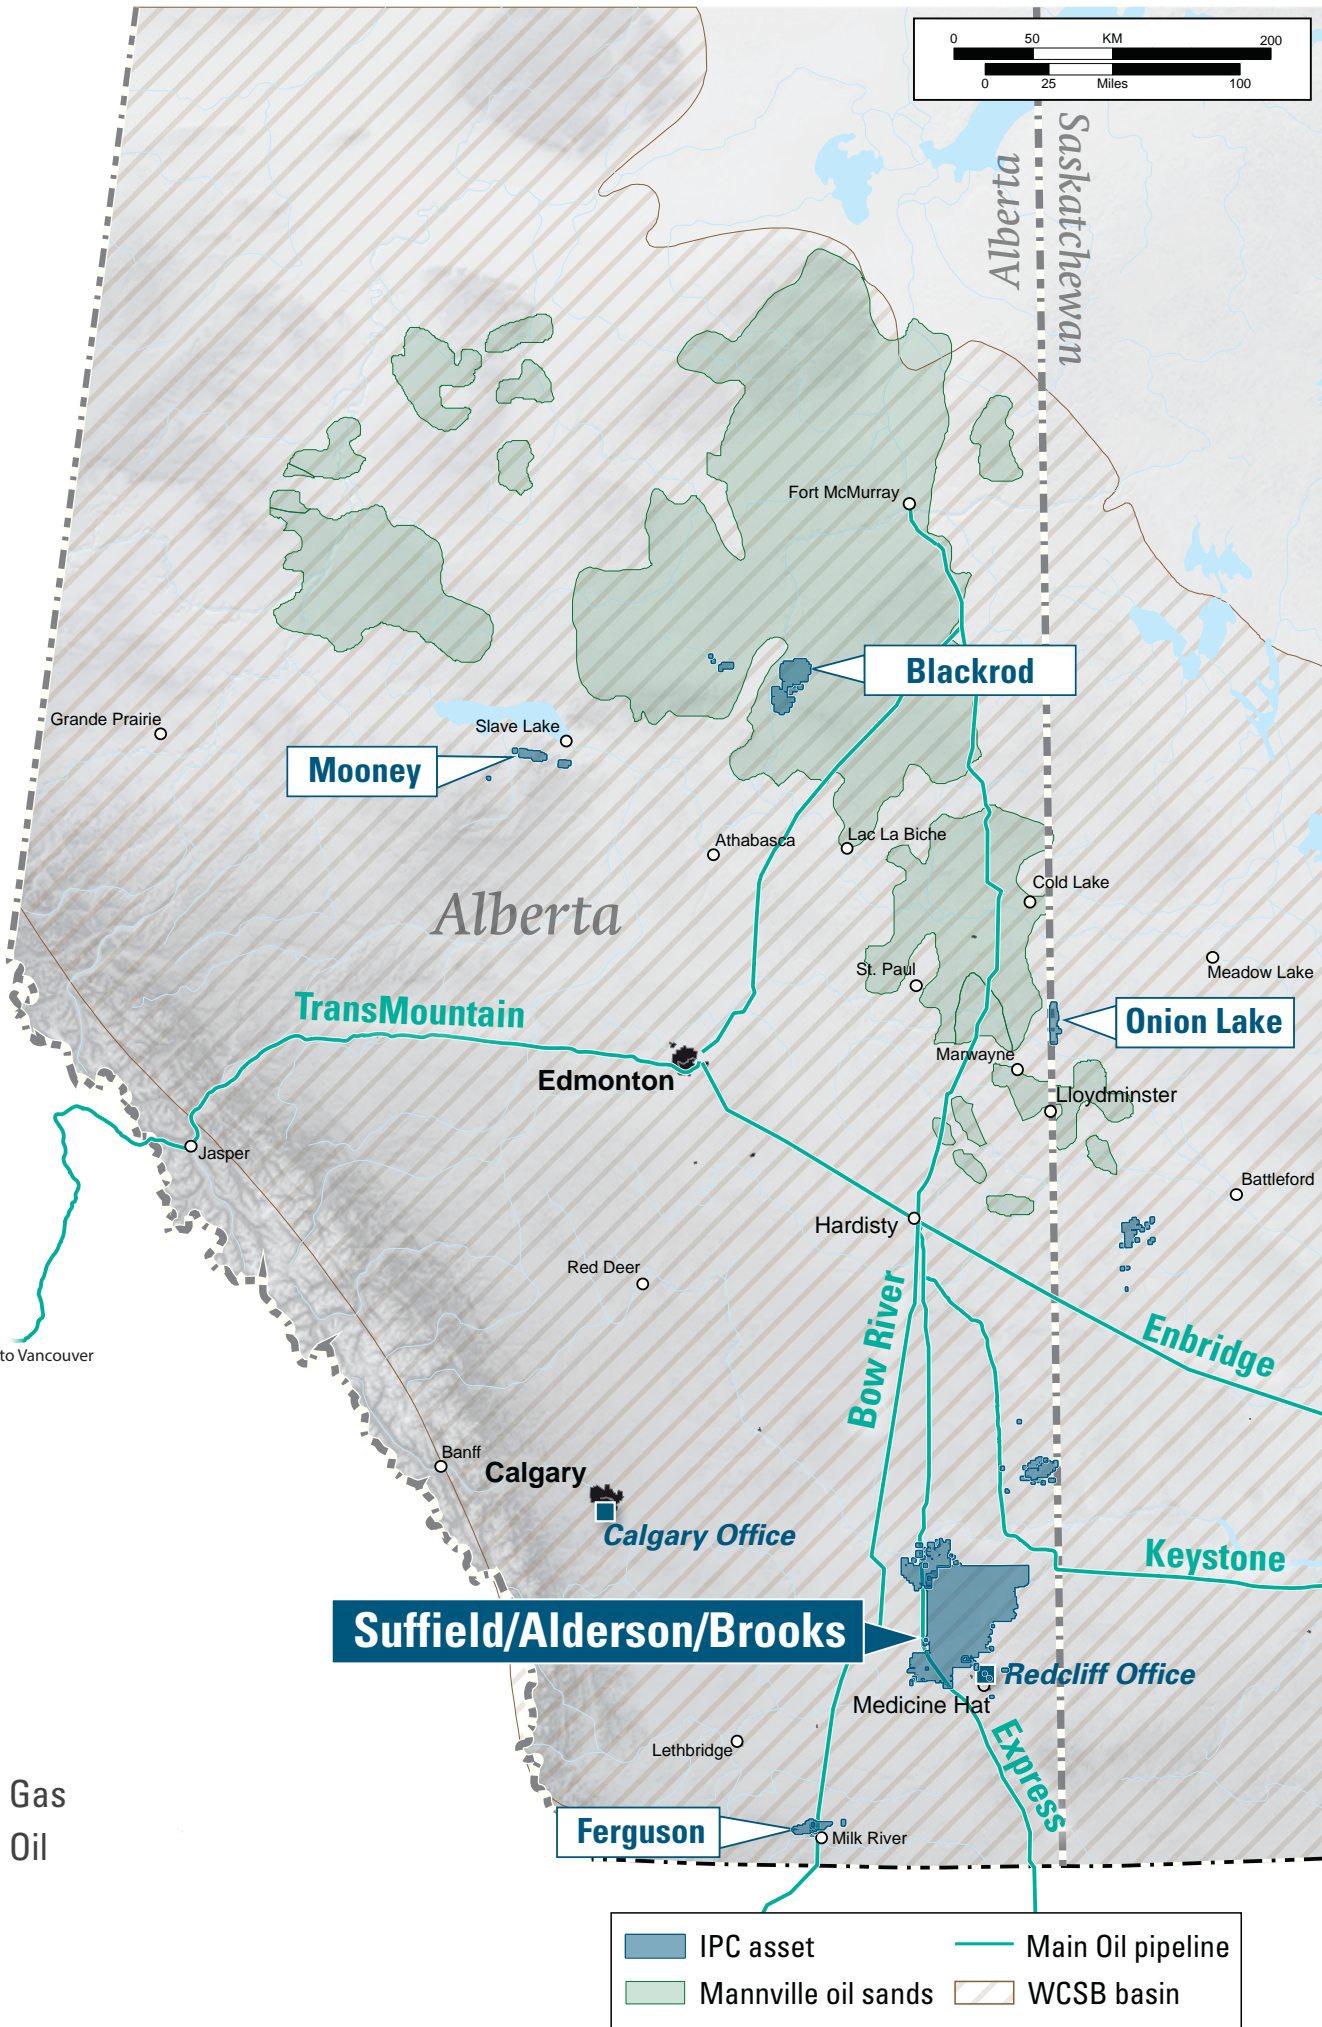 0 50 KM 200
0 25 Miles 100
Alberta
Saskatchewan
Fort McMurray
Blackrod
Grande Prairie
Slave Lake
Mooney
Athabasca
Lac La Biche
Cold Lake
Alberta
St. Paul
Meadow Lake
TransMountain
Onion Lake
Marwayne
Edmonton
Lloydminster
Jasper
Battleford
Hardisty
Red Deer
Bow River
Enbridge
to Vancouver
Banff
Calgary
Calgary Office
Keystone
Suffield/Alderson/Brooks
Redcliff Office
Medicine Hat
Express
Lethbridge
Gas
Ferguson
Milk River
Oil
IPC asset
Main Oil pipeline
Mannville oil sands
WCSB basin